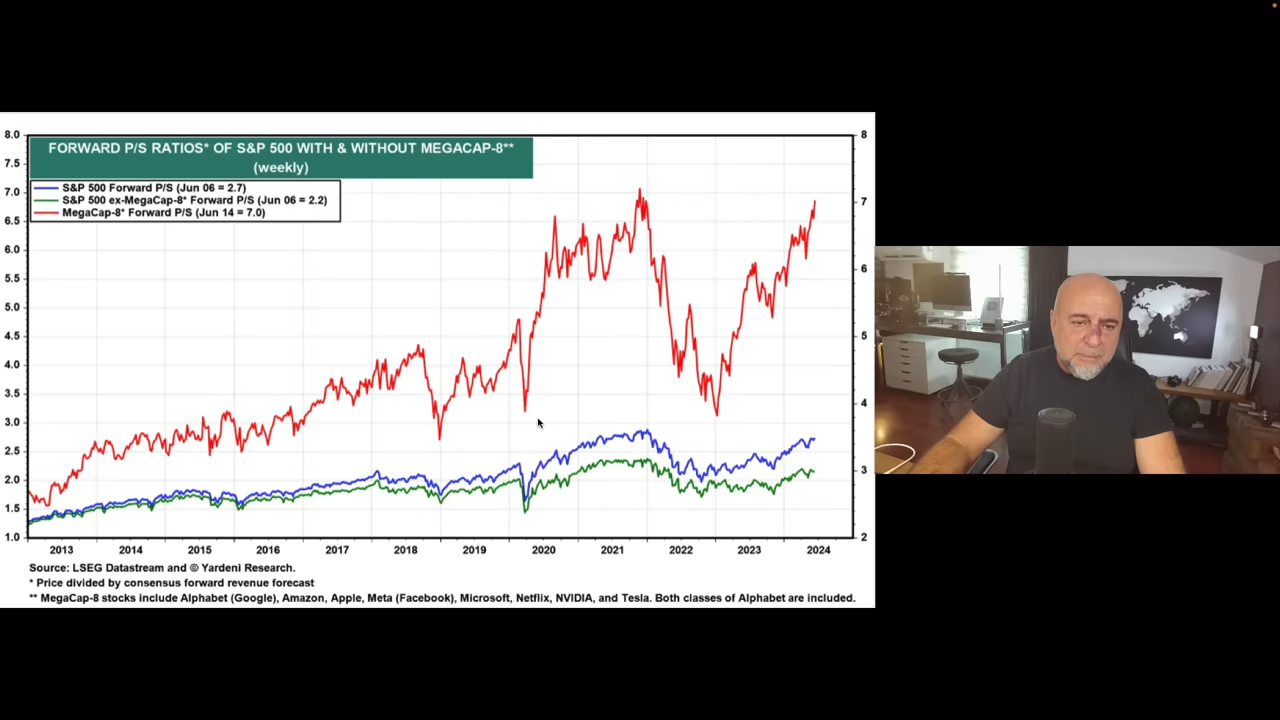 FORWARD P/S RATIOS* OF S&P 500 WITH & WITHOUT MEGACAP-8**
(weekly)
S&P 500 Forward P/S (Jun 06 = 2.7)
S&P 500 ex-MegaCap-8* Forward P/S (Jun 06 = 2.2)
MegaCap-8* Forward P/S (Jun 14 = 7.0)
8.0
7.5
7.0
6.5
6.0
5.5
5.0
4.5
4.0
3.5
3.0
2.5
2.0
1.5
1.0
8
7
6
5
4
3
2
2013 2014 2015 2016 2017 2018 2019 2020 2021 2022 2023 2024
Source: LSEG Datastream and © Yardeni Research.
* Price divided by consensus forward revenue forecast
** MegaCap-8 stocks include Alphabet (Google), Amazon, Apple, Meta (Facebook), Microsoft, Netflix, NVIDIA, and Tesla. Both classes of Alphabet are included.